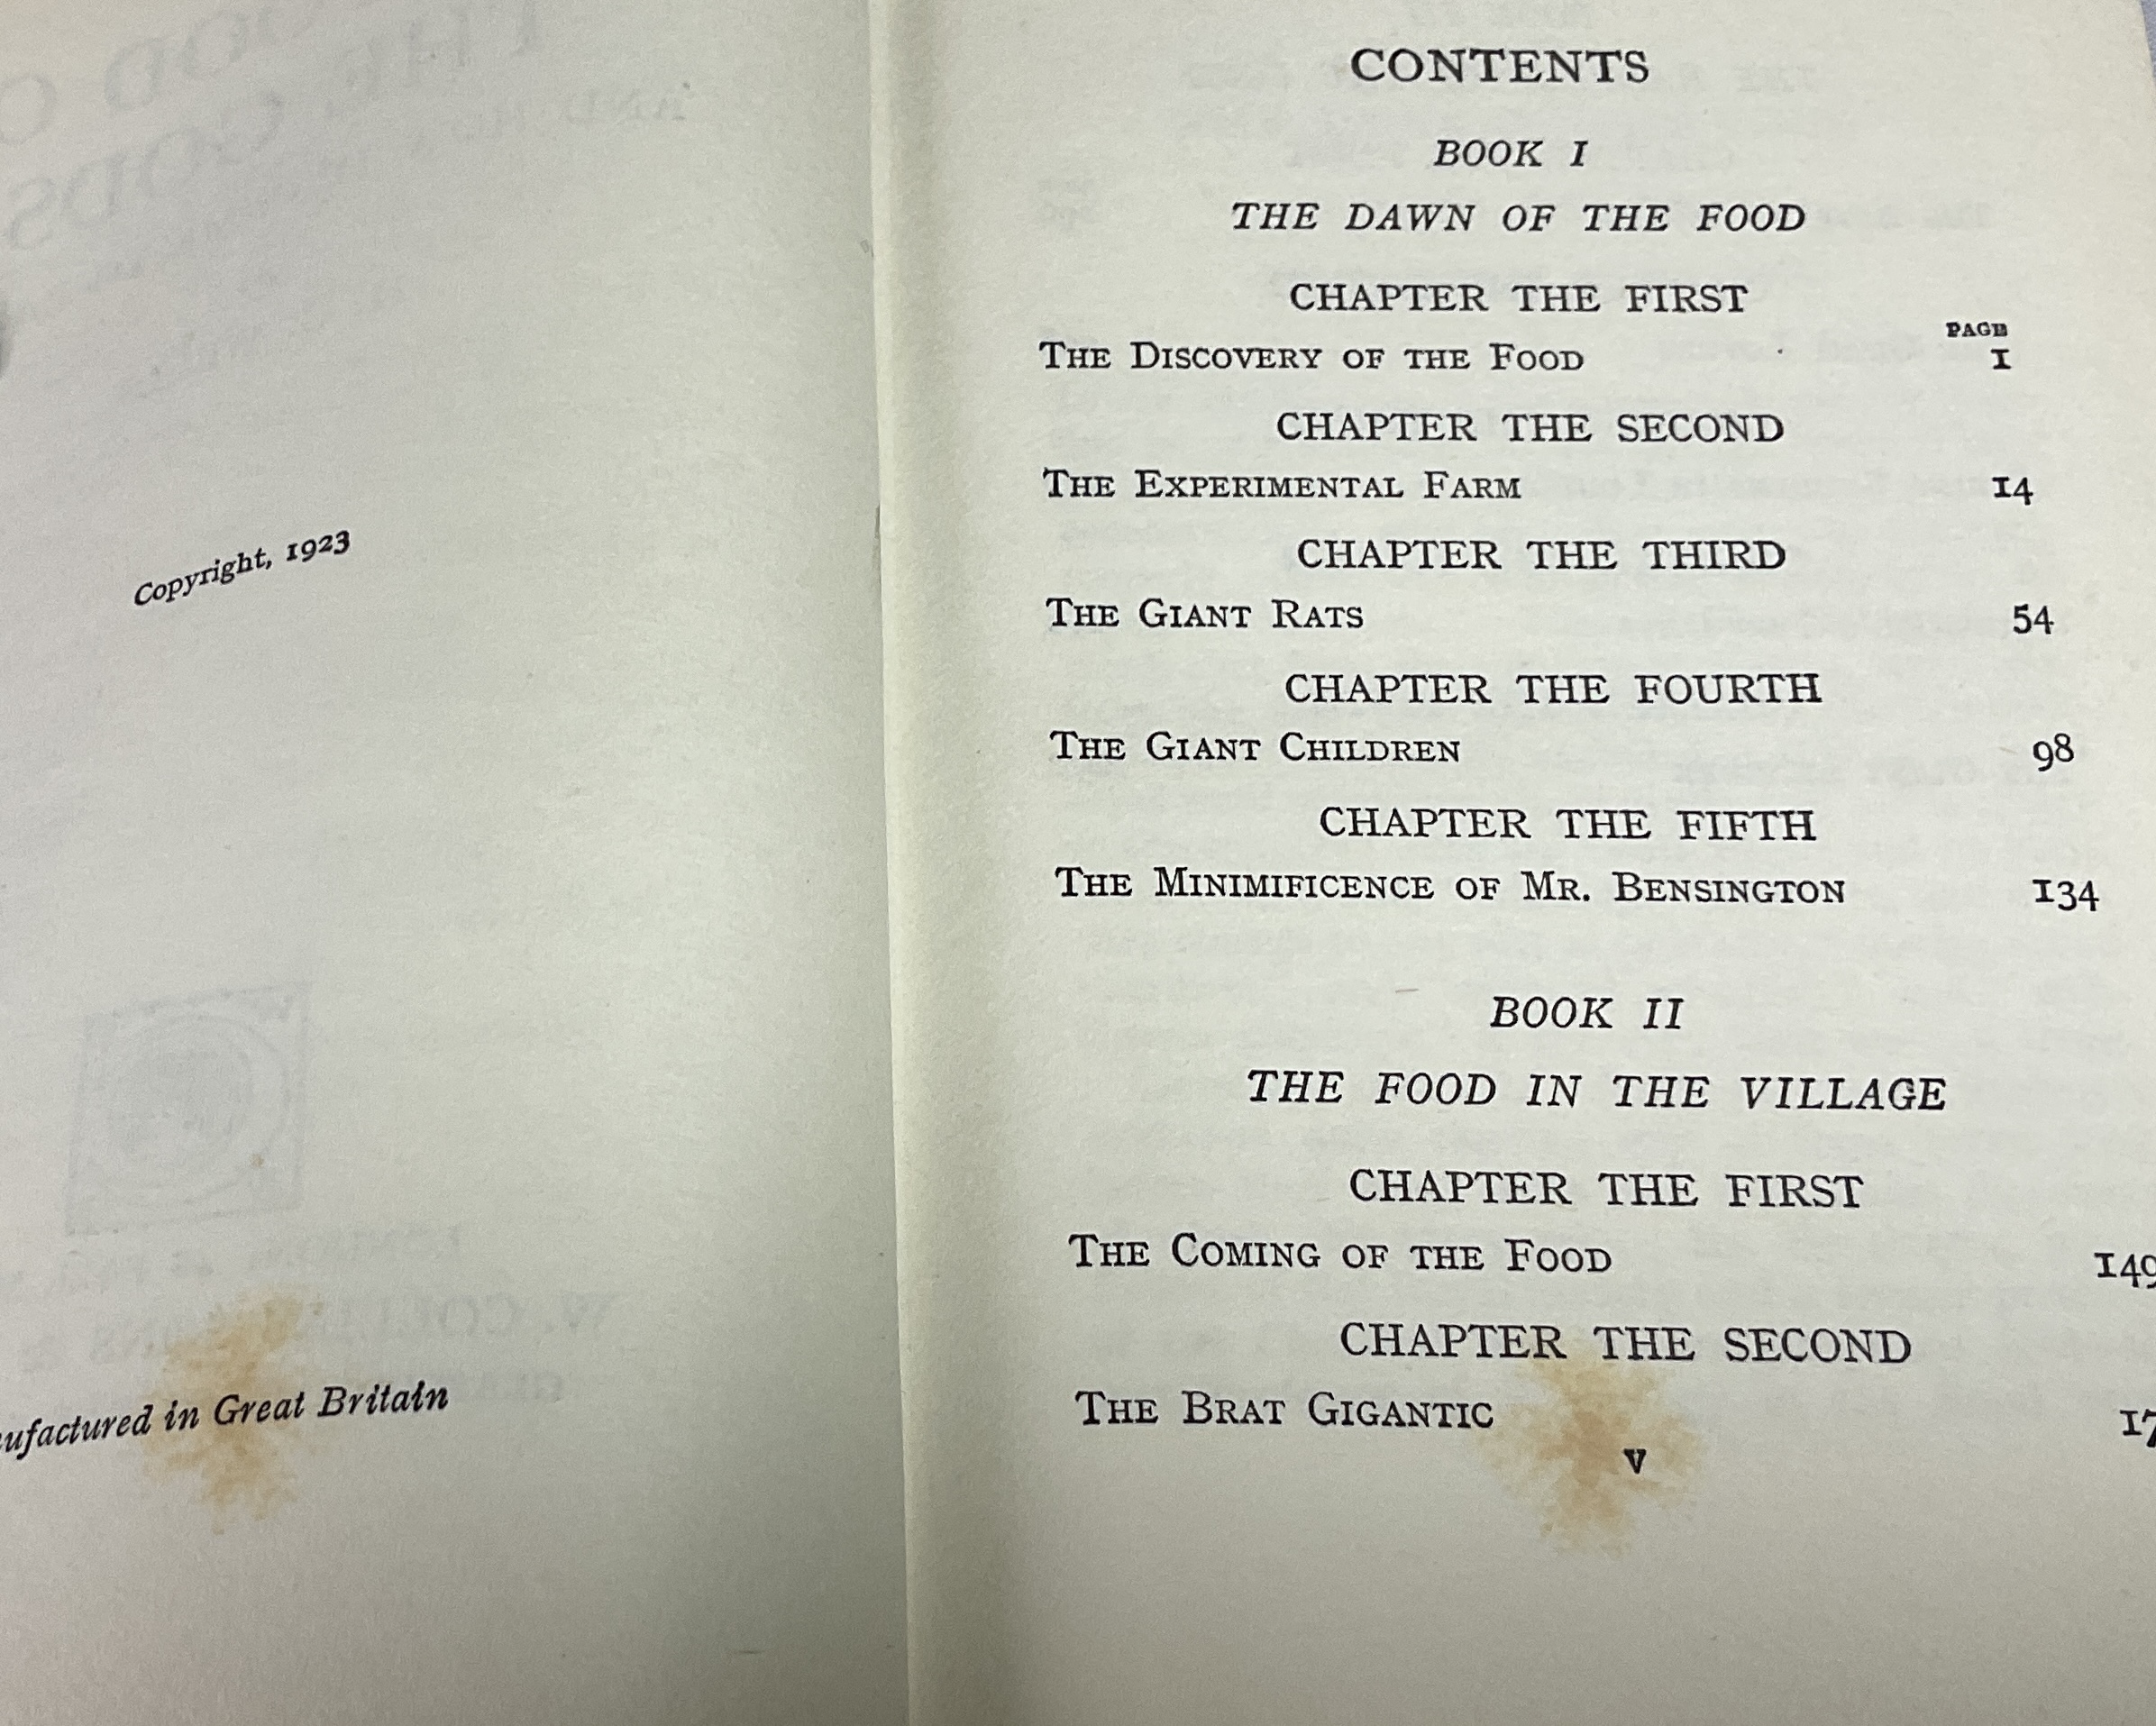 Copyright, 1923
in Great Britain
CONTENTS
BOOK I
THE DAWN OF THE FOOD
CHAPTER THE FIRST
PAGE
THE DISCOVERY OF THE FOOD 1
CHAPTER THE SECOND
THE EXPERIMENTAL FARM 14
CHAPTER THE THIRD
THE GIANT RATS 54
CHAPTER THE FOURTH
THE GIANT CHILDREN 98
CHAPTER THE FIFTH
THE MINIMIFICENCE OF MR. BENSINGTON 134
BOOK II
THE FOOD IN THE VILLAGE
CHAPTER THE FIRST
THE COMING OF THE FOOD 149
CHAPTER THE SECOND
THE BRAT GIGANTIC
v